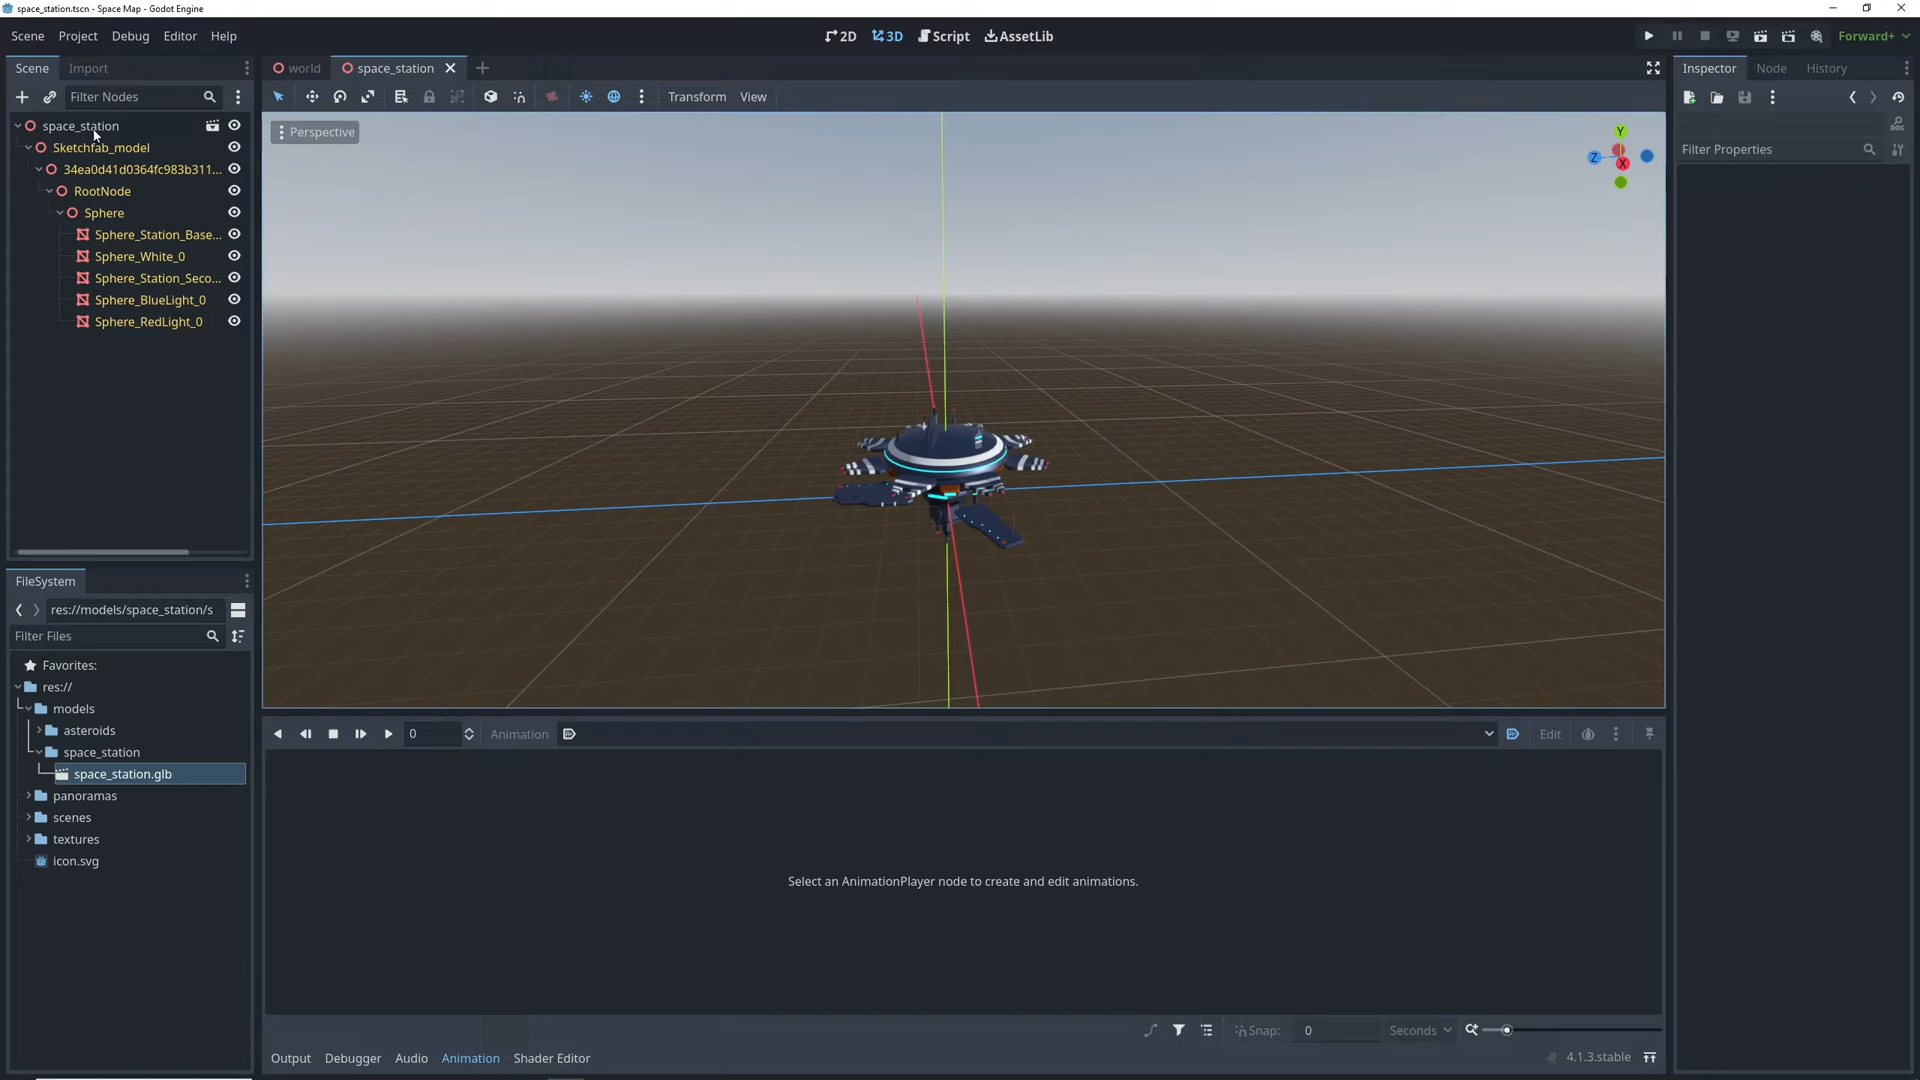 space_station.tscn - Space Map - Godot Engine
Scene Project Debug Editor Help
2D 3D Script AssetLib
Forward+
Scene Import
world space_station
Inspector Node History
Filter Nodes
Transform View
space_station
Sketchfab_model
34ea0d41d0364fc983b311...
RootNode
Sphere
Sphere_Station_Base...
Sphere_White_0
Sphere_Station_Seco...
Sphere_BlueLight_0
Sphere_RedLight_0
Perspective
Y
Z
X
Filter Properties
FileSystem
res://models/space_station/s
Filter Files
Favorites:
res://
models
asteroids
space_station
space_station.glb
panoramas
scenes
textures
icon.svg
0 Animation Edit
Select an AnimationPlayer node to create and edit animations.
Snap: 0 Seconds
Output Debugger Audio Animation Shader Editor
4.1.3.stable